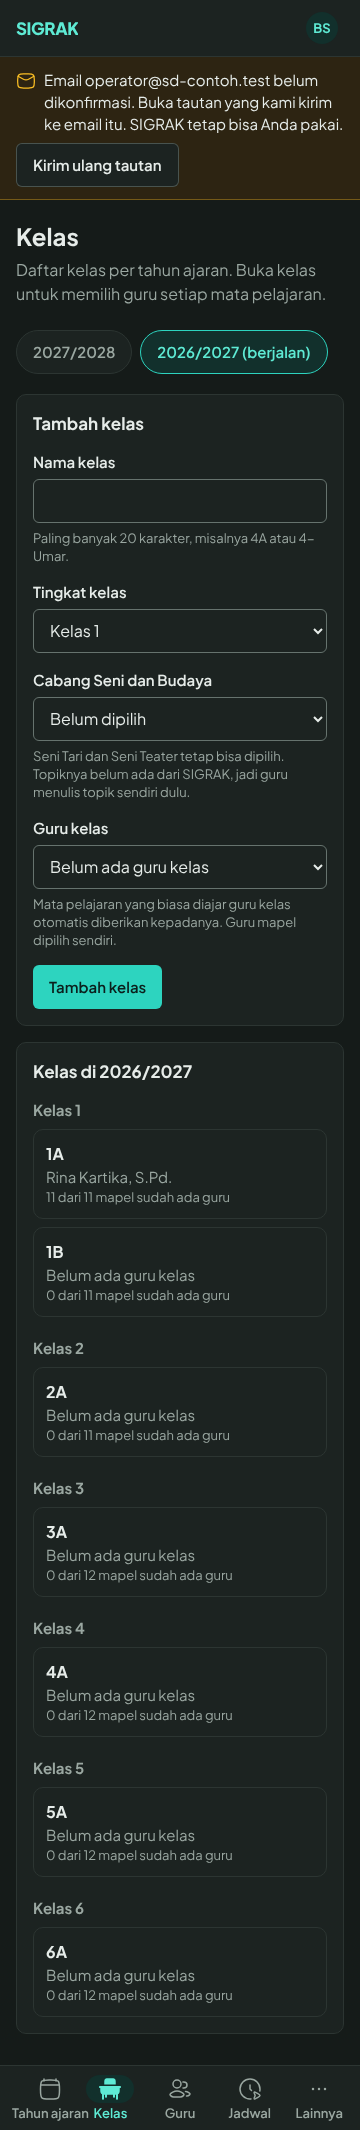 SIGRAK
BS
Email operator@sd-contoh.test belum
dikonfirmasi. Buka tautan yang kami kirim
ke email itu. SIGRAK tetap bisa Anda pakai.
Kirim ulang tautan
Kelas
Daftar kelas per tahun ajaran. Buka kelas
untuk memilih guru setiap mata pelajaran.
2027/2028
2026/2027 (berjalan)
Tambah kelas
Nama kelas
Paling banyak 20 karakter, misalnya 4A atau 4–
Umar.
Tingkat kelas
Kelas 1
Cabang Seni dan Budaya
Belum dipilih
Seni Tari dan Seni Teater tetap bisa dipilih.
Topiknya belum ada dari SIGRAK, jadi guru
menulis topik sendiri dulu.
Guru kelas
Belum ada guru kelas
Mata pelajaran yang biasa diajar guru kelas
otomatis diberikan kepadanya. Guru mapel
dipilih sendiri.
Tambah kelas
Kelas di 2026/2027
Kelas 1
1A
Rina Kartika, S.Pd.
11 dari 11 mapel sudah ada guru
1B
Belum ada guru kelas
0 dari 11 mapel sudah ada guru
Kelas 2
2A
Belum ada guru kelas
0 dari 11 mapel sudah ada guru
Kelas 3
3A
Belum ada guru kelas
0 dari 12 mapel sudah ada guru
Kelas 4
4A
Belum ada guru kelas
0 dari 12 mapel sudah ada guru
Kelas 5
5A
Belum ada guru kelas
0 dari 12 mapel sudah ada guru
Kelas 6
6A
Belum ada guru kelas
0 dari 12 mapel sudah ada guru
Tahun ajaran
Kelas
Guru
Jadwal
Lainnya